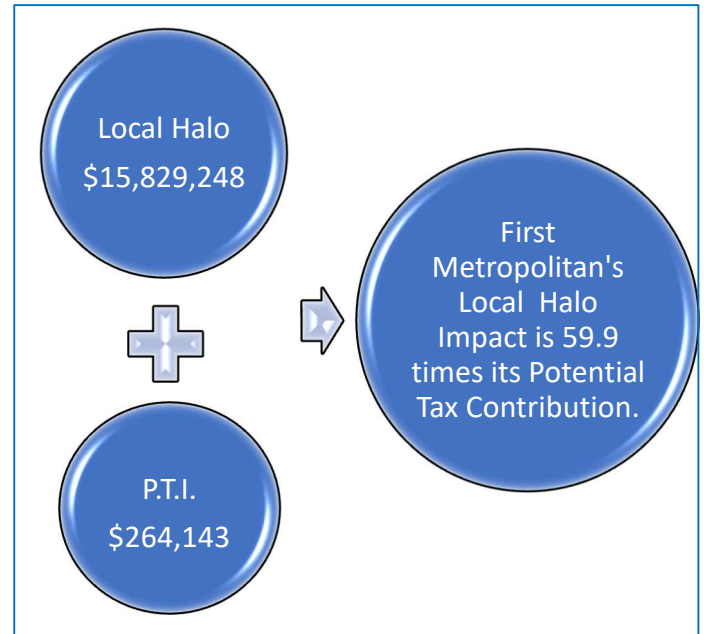 Local Halo
$15,829,248
P.T.I.
$264,143
First
Metropolitan's
Local Halo
Impact is 59.9
times its Potential
Tax Contribution.